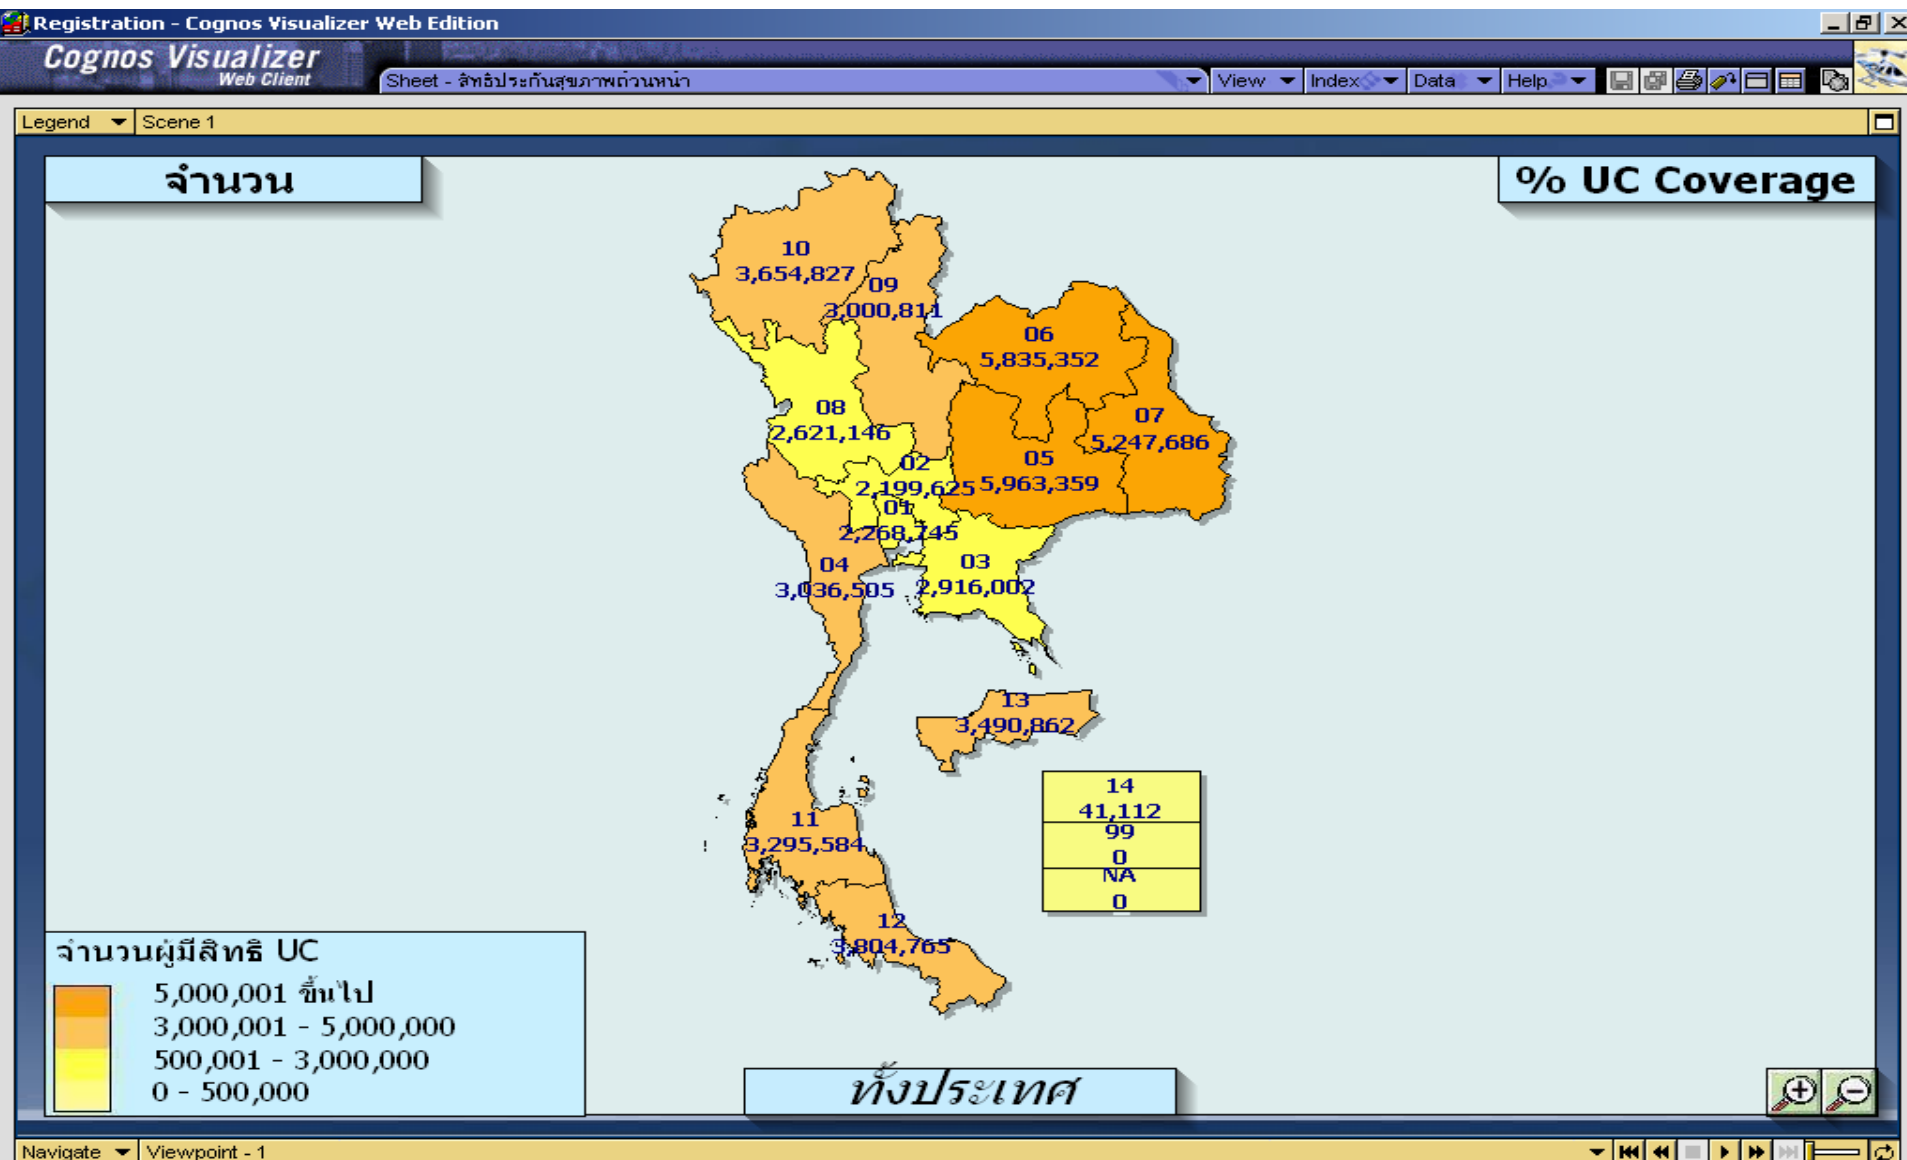 Registration - Cognos Visualizer Web Edition
Cognos Visualizer
Web Client
Sheet - สิทธิประกันสุขภาพถ้วนหน้า
View
Index
Data
Help
Legend
Scene 1
จำนวน
% UC Coverage
10
3,654,827
09
3,000,811
06
5,835,352
08
2,621,146
07
5,247,686
02
2,199,625
05
5,963,359
01
2,268,745
04
3,036,505
03
2,916,002
13
3,490,862
14
41,112
99
0
NA
0
11
3,295,584
12
3,804,765
จำนวนผู้มีสิทธิ UC
5,000,001 ขึ้นไป
3,000,001 - 5,000,000
500,001 - 3,000,000
0 - 500,000
ทั้งประเทศ
Navigate
Viewpoint - 1